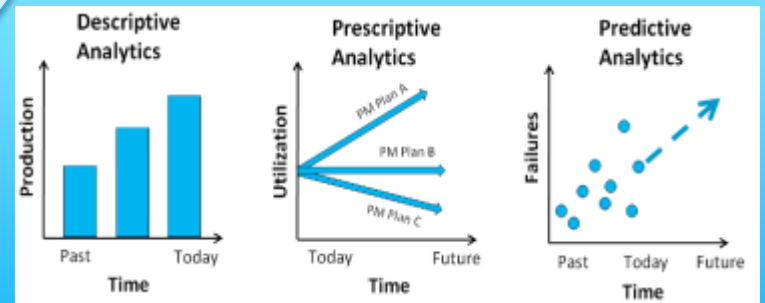 Descriptive
Analytics
Production
Past
Today
Time
Prescriptive
Analytics
Utilization
PM Plan A
PM Plan B
PM Plan C
Today
Future
Time
Predictive
Analytics
Failures
Past
Today
Future
Time